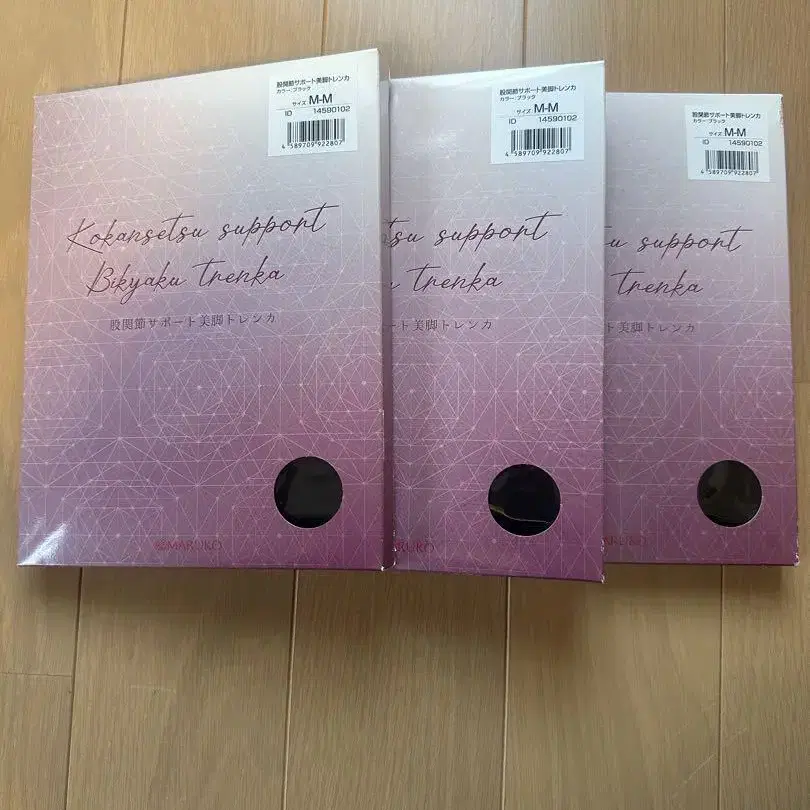 股関節サポート美脚トレンカ
カラー：ブラック
サイズ M-M
ID 14590102
4 589709 922807
Kokansetsu support
Bikyaku trenka
股関節サポート美脚トレンカ
MARUKO
股関節サポート美脚トレンカ
カラー：ブラック
サイズ M-M
ID 14590102
4 589709 922807
tsu support
trenka
ート美脚トレンカ
ARUKO
股関節サポート美脚トレンカ
カラー：ブラック
サイズ M-M
ID 14590102
4 589709 922807
u support
trenka
ト美脚トレンカ
ARUKO